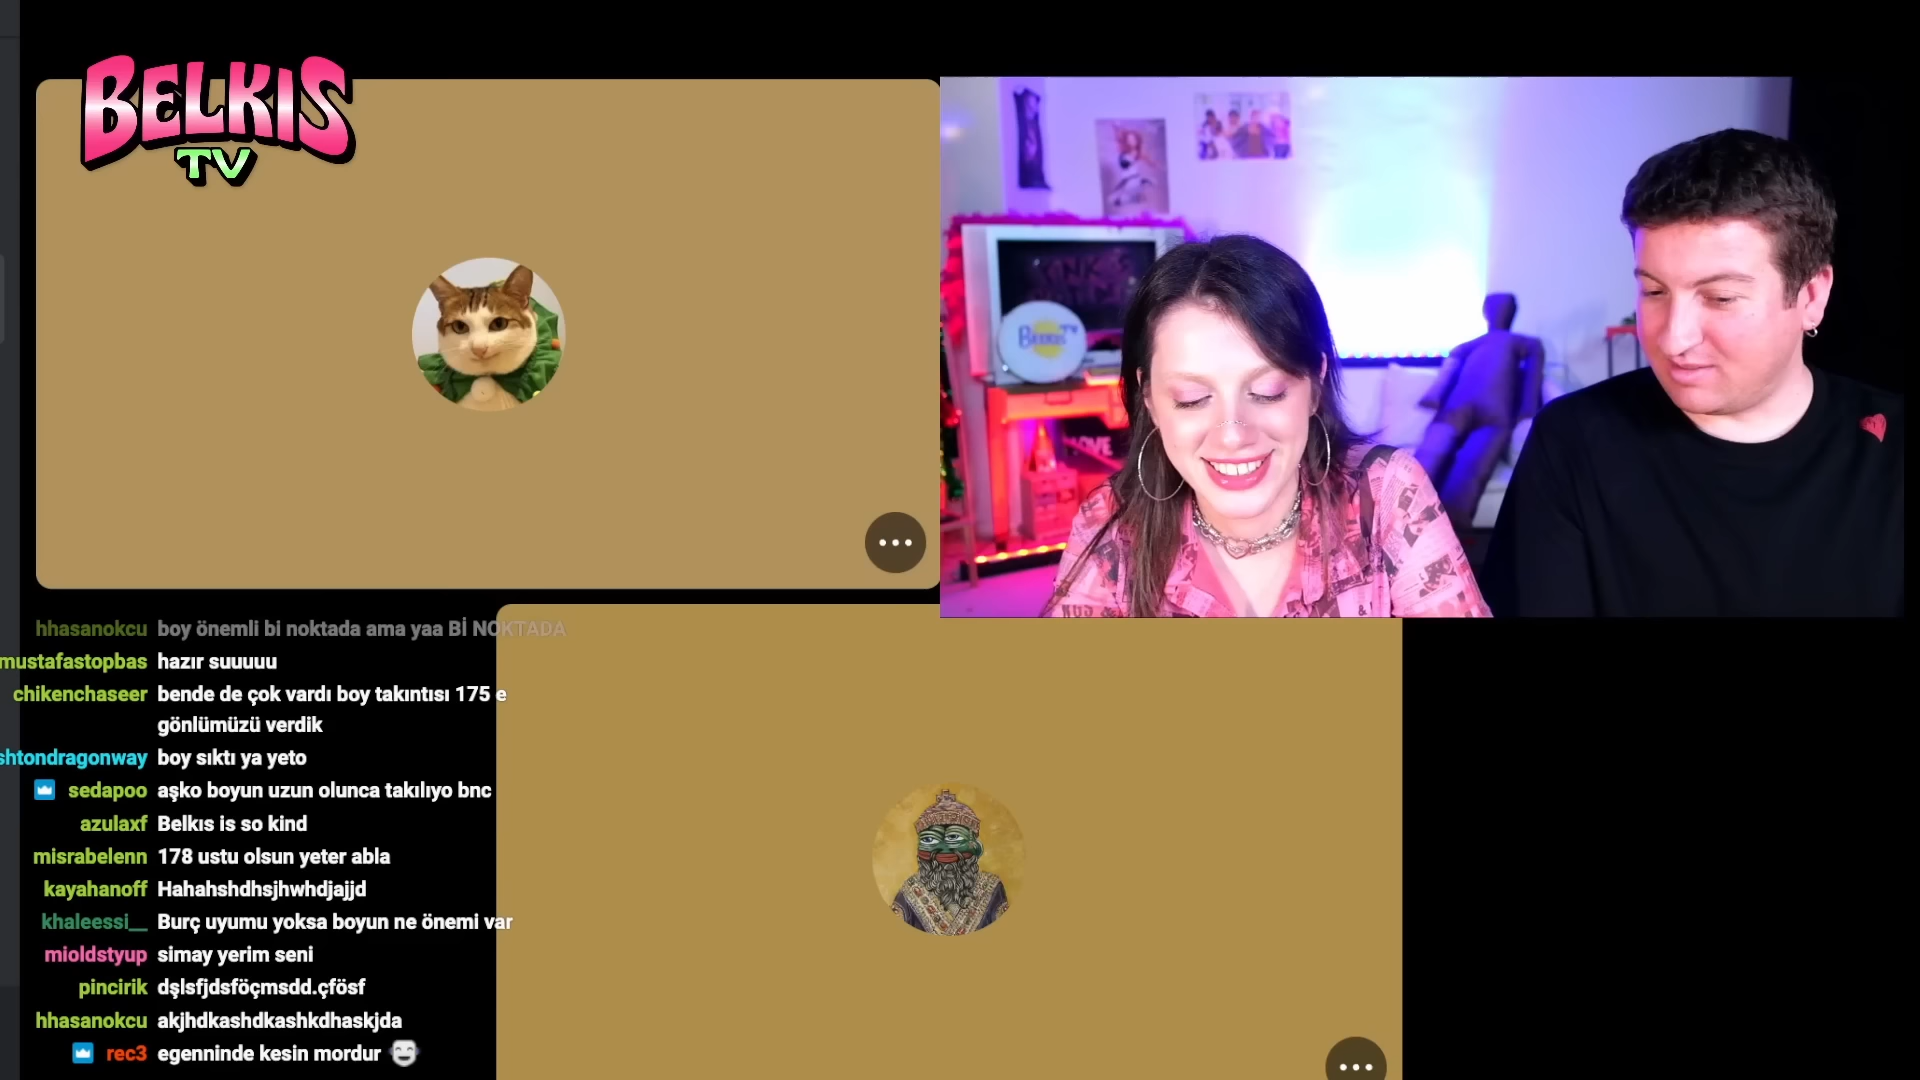 BELKIS
TV
BELKIS TV
hhasanokcu boy önemli bi noktada ama yaa Bİ NOKTADA
mustafastopbas hazır suuuuu
chikenchaseer bende de çok vardı boy takıntısı 175 e
gönlümüzü verdik
shtondragonway boy sıktı ya yeto
sedapoo aşko boyun uzun olunca takılıyo bnc
azulaxf Belkıs is so kind
misrabelenn 178 ustu olsun yeter abla
kayahanoff Hahahshdhsjhwhdjajjd
khaleessi__ Burç uyumu yoksa boyun ne önemi var
mioldstyup simay yerim seni
pincirik dşlsfjdsföçmsdd.çfösf
hhasanokcu akjhdkashdkashkdhaskjda
rec3 egenninde kesin mordur